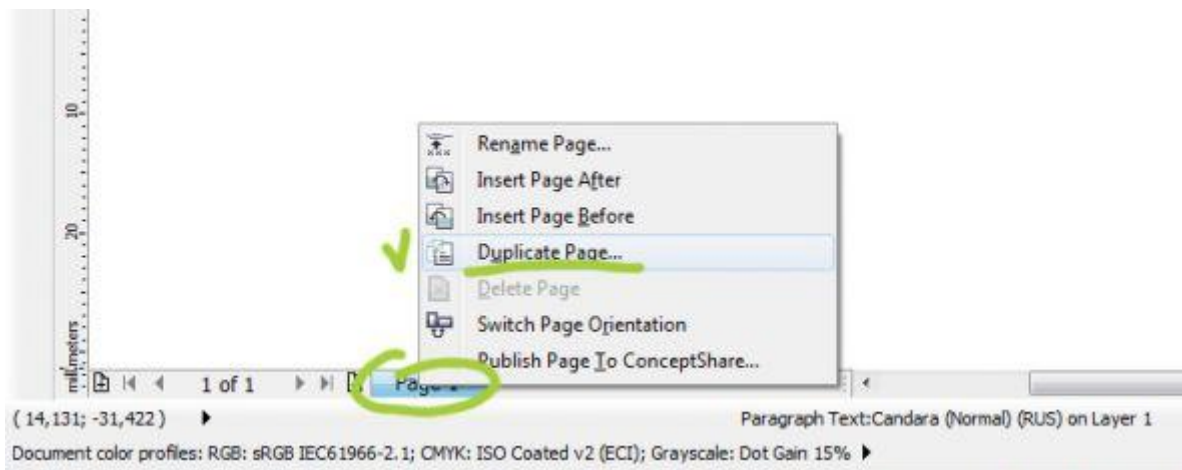 10
Rename Page...
Insert Page After
Insert Page Before
20
Duplicate Page...
Delete Page
Switch Page Orientation
millimeters
Publish Page To ConceptShare...
1 of 1
Page 1
( 14,131; -31,422 )
Paragraph Text:Candara (Normal) (RUS) on Layer 1
Document color profiles: RGB: sRGB IEC61966-2.1; CMYK: ISO Coated v2 (ECI); Grayscale: Dot Gain 15%